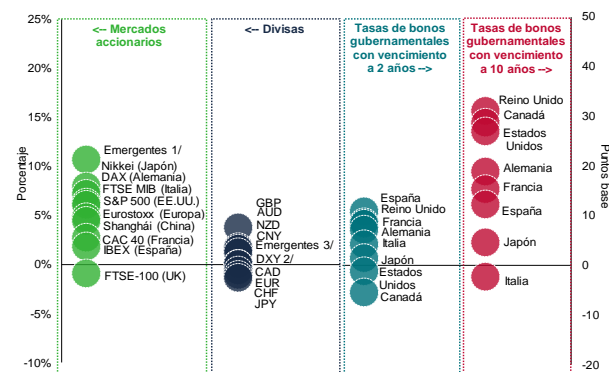 25%
20%
15%
10%
5%
0%
-5%
-10%
Porcentaje
<-- Mercados
accionarios
Emergentes 1/
Nikkei (Japón)
DAX (Alemania)
FTSE MIB (Italia)
S&P 500 (EE.UU.)
Eurostoxx (Europa)
Shanghái (China)
CAC 40 (Francia)
IBEX (España)
FTSE-100 (UK)
<-- Divisas
GBP
AUD
NZD
CNY
Emergentes 3/
DXY 2/
CAD
EUR
CHF
JPY
Tasas de bonos
gubernamentales
con vencimiento
a 2 años -->
España
Reino Unido
Francia
Alemania
Italia
Japón
Estados
Unidos
Canadá
Tasas de bonos
gubernamentales
con vencimiento
a 10 años -->
Reino Unido
Canadá
Estados
Unidos
Alemania
Francia
España
Japón
Italia
50
40
30
20
10
0
-10
-20
Puntos base